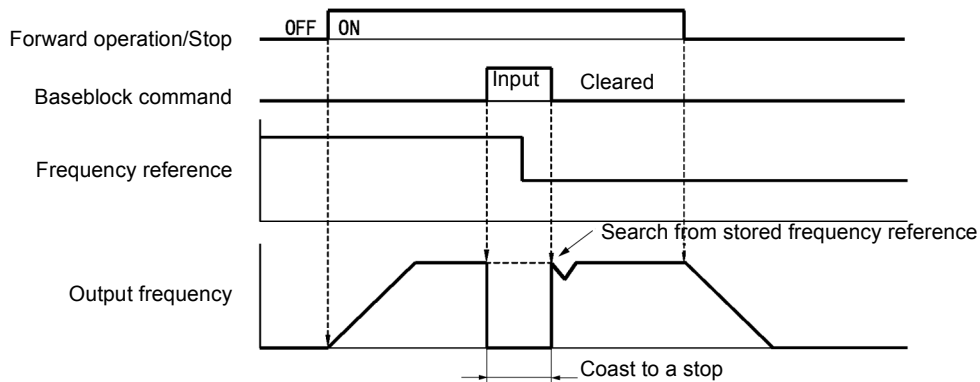 Forward operation/Stop
OFF
ON
Baseblock command
Input
Cleared
Frequency reference
Search from stored frequency reference
Output frequency
Coast to a stop